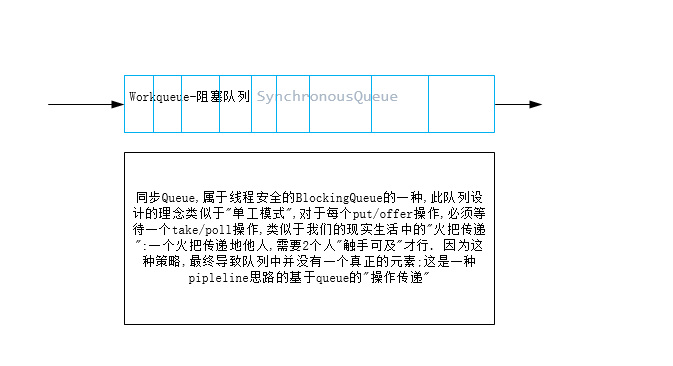 Workqueue-阻塞队列 SynchronousQueue
同步Queue,属于线程安全的BlockingQueue的一种,此队列设
计的理念类似于"单工模式",对于每个put/offer操作,必须等
待一个take/poll操作,类似于我们的现实生活中的"火把传递
":一个火把传递地他人,需要2个人"触手可及"才行. 因为这
种策略,最终导致队列中并没有一个真正的元素;这是一种
pipleline思路的基于queue的"操作传递"